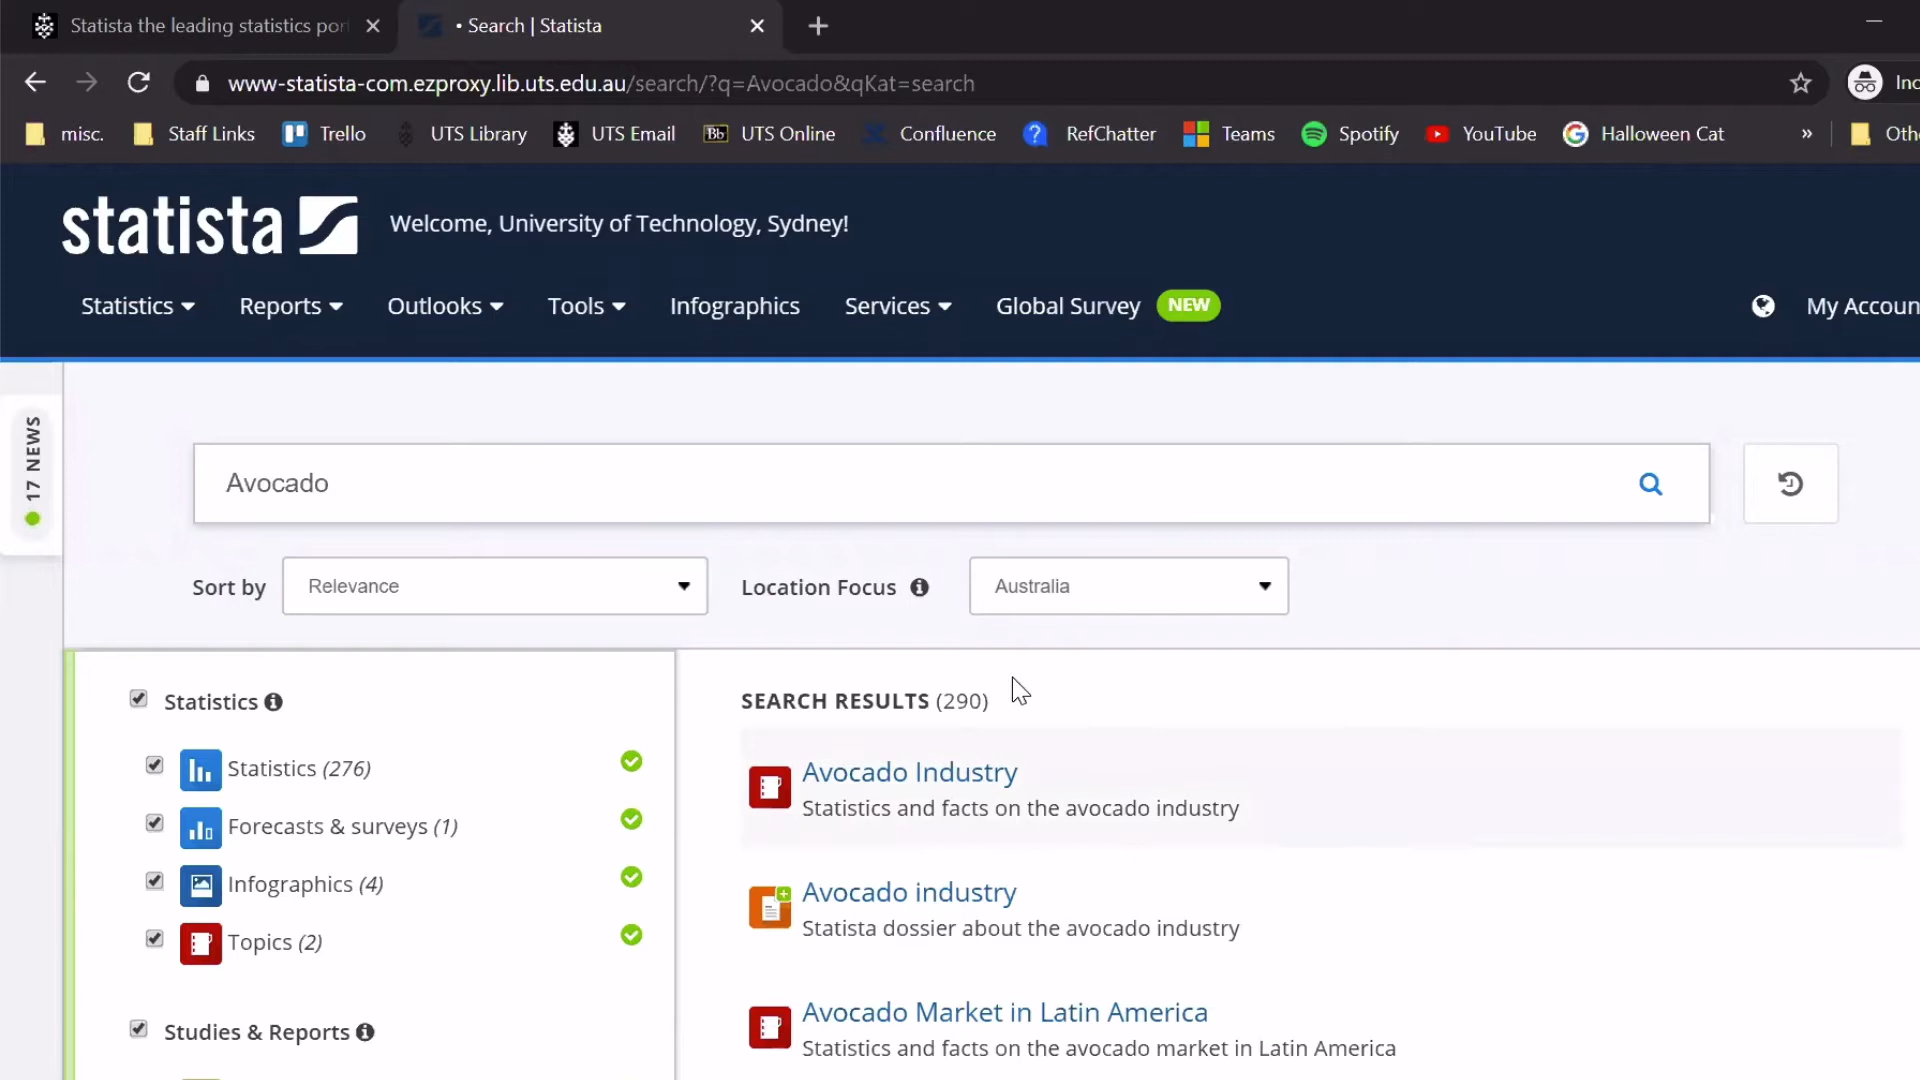 Statista the leading statistics por
• Search | Statista
www-statista-com.ezproxy.lib.uts.edu.au/search/?q=Avocado&qKat=search
Inc
misc. Staff Links Trello UTS Library UTS Email Bb UTS Online Confluence ? RefChatter Teams Spotify YouTube G Halloween Cat » Oth
statista Welcome, University of Technology, Sydney!
Statistics Reports Outlooks Tools Infographics Services Global Survey NEW My Accoun
17 NEWS
Avocado
Sort by Relevance Location Focus Australia
Statistics
Statistics (276)
Forecasts & surveys (1)
Infographics (4)
Topics (2)
Studies & Reports
SEARCH RESULTS (290)
Avocado Industry
Statistics and facts on the avocado industry
Avocado industry
Statista dossier about the avocado industry
Avocado Market in Latin America
Statistics and facts on the avocado market in Latin America